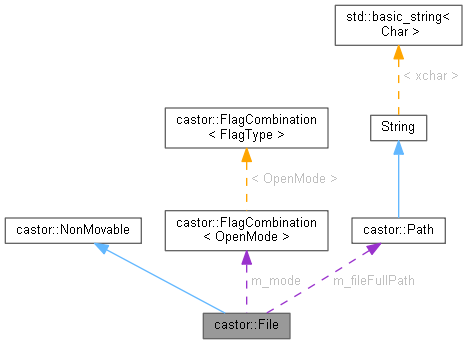 std::basic_string<
Char >
< xchar >
castor::FlagCombination
< FlagType >
String
< OpenMode >
castor::NonMovable
castor::FlagCombination
< OpenMode >
castor::Path
m_mode
m_fileFullPath
castor::File